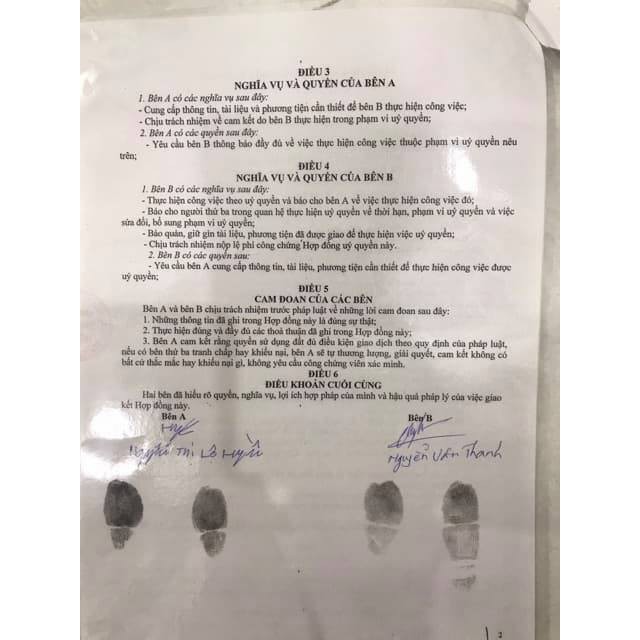 ĐIỀU 3
NGHĨA VỤ VÀ QUYỀN CỦA BÊN A
1. Bên A có các nghĩa vụ sau đây:
- Cung cấp thông tin, tài liệu và phương tiện cần thiết để bên B thực hiện công việc;
- Chịu trách nhiệm về cam kết do bên B thực hiện trong phạm vi uỷ quyền;
2. Bên A có các quyền sau đây:
- Yêu cầu bên B thông báo đầy đủ về việc thực hiện công việc thuộc phạm vi uỷ quyền nêu
trên;
ĐIỀU 4
NGHĨA VỤ VÀ QUYỀN CỦA BÊN B
1. Bên B có các nghĩa vụ sau đây:
- Thực hiện công việc theo uỷ quyền và báo cho bên A về việc thực hiện công việc đó;
- Báo cho người thứ ba trong quan hệ thực hiện uỷ quyền về thời hạn, phạm vi uỷ quyền và việc
sửa đổi, bổ sung phạm vi uỷ quyền;
- Bảo quản, giữ gìn tài liệu, phương tiện đã được giao để thực hiện việc uỷ quyền;
- Chịu trách nhiệm nộp lệ phí công chứng Hợp đồng uỷ quyền này.
2. Bên B có các quyền sau:
- Yêu cầu bên A cung cấp thông tin, tài liệu, phương tiện cần thiết để thực hiện công việc được
uỷ quyền;
ĐIỀU 5
CAM ĐOAN CỦA CÁC BÊN
Bên A và bên B chịu trách nhiệm trước pháp luật về những lời cam đoan sau đây:
1. Những thông tin đã ghi trong Hợp đồng này là đúng sự thật;
2. Thực hiện đúng và đầy đủ các thoả thuận đã ghi trong Hợp đồng này;
3. Bên A cam kết rằng quyền sử dụng đất đủ điều kiện giao dịch theo quy định của pháp luật,
nếu có bên thứ ba tranh chấp hay khiếu nại, bên A sẽ tự thương lượng, giải quyết, cam kết không có
bất cứ thắc mắc hay khiếu nại gì, không yêu cầu công chứng viên xác minh.
ĐIỀU 6
ĐIỀU KHOẢN CUỐI CÙNG
Hai bên đã hiểu rõ quyền, nghĩa vụ, lợi ích hợp pháp của mình và hậu quả pháp lý của việc giao
kết Hợp đồng này.
Bên A Bên B
Nguyễn Văn Thanh
2